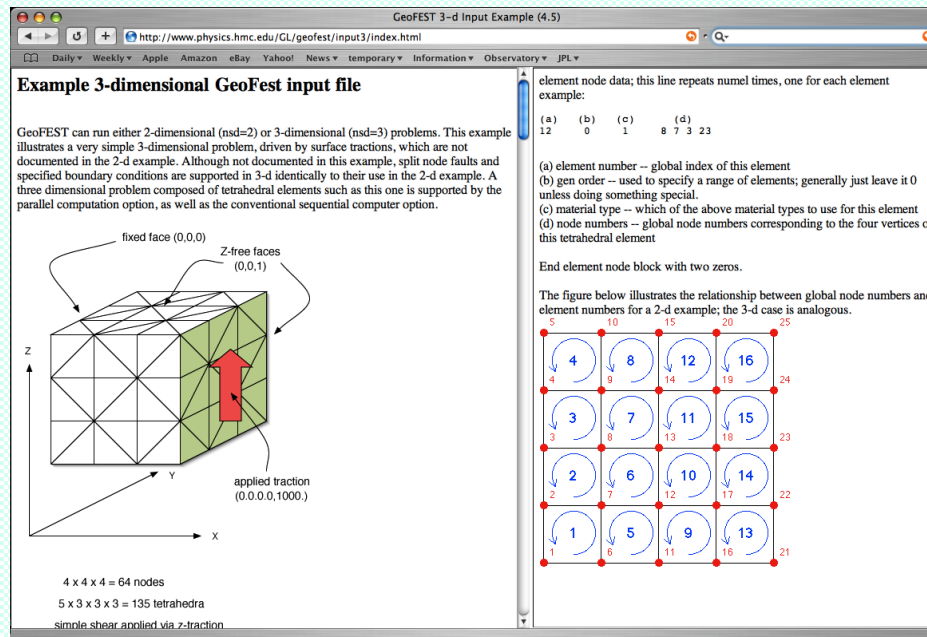 GeoFEST 3-d Input Example (4.5)
http://www.physics.hmc.edu/GL/geofest/input3/index.html
Daily Weekly Apple Amazon eBay Yahoo! News temporary Information Observatory JPL
Example 3-dimensional GeoFest input file
GeoFEST can run either 2-dimensional (nsd=2) or 3-dimensional (nsd=3) problems. This example
illustrates a very simple 3-dimensional problem, driven by surface tractions, which are not
documented in the 2-d example. Although not documented in this example, split node faults and
specified boundary conditions are supported in 3-d identically to their use in the 2-d example. A
three dimensional problem composed of tetrahedral elements such as this one is supported by the
parallel computation option, as well as the conventional sequential computer option.
fixed face (0,0,0)
Z-free faces
(0,0,1)
Z
Y
applied traction
(0.0.0.0,1000.)
X
4 x 4 x 4 = 64 nodes
5 x 3 x 3 x 3 = 135 tetrahedra
simple shear applied via z-traction
element node data; this line repeats numel times, one for each element
example:
(a) (b) (c) (d)
12 0 1 8 7 3 23
(a) element number -- global index of this element
(b) gen order -- used to specify a range of elements; generally just leave it 0
unless doing something special.
(c) material type -- which of the above material types to use for this element
(d) node numbers -- global node numbers corresponding to the four vertices o
this tetrahedral element
End element node block with two zeros.
The figure below illustrates the relationship between global node numbers and
element numbers for a 2-d example; the 3-d case is analogous.
5 10 15 20 25
4 8 12 16
4 9 14 19 24
3 7 11 15
3 8 13 18 23
2 6 10 14
2 7 12 17 22
1 5 9 13
1 6 11 16 21